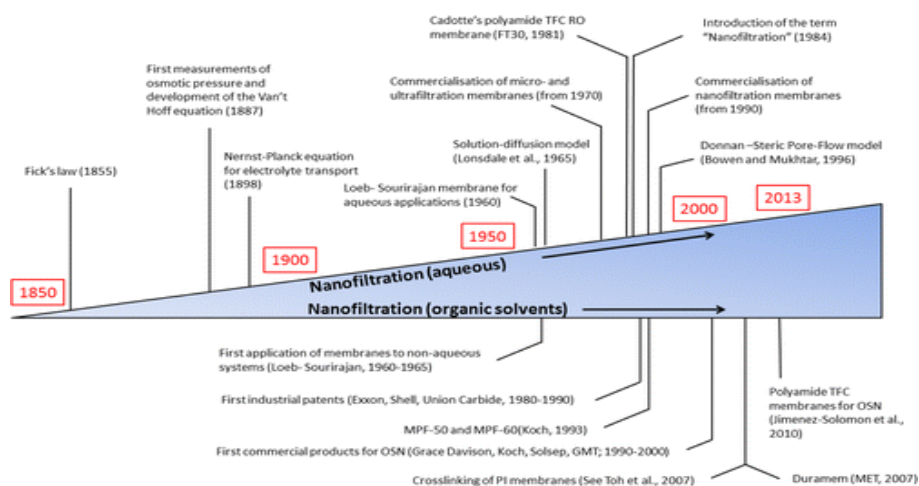 Cadotte's polyamide TFC RO
membrane (FT30, 1981)
Introduction of the term
"Nanofiltration" (1984)
First measurements of
osmotic pressure and
development of the Van't
Hoff equation (1887)
Commercialisation of micro- and
ultrafiltration membranes (from 1970)
Commercialisation of
nanofiltration membranes
(from 1990)
Fick's law (1855)
Nernst-Planck equation
for electrolyte transport
(1898)
Solution-diffusion model
(Lonsdale et al., 1965)
Donnan –Steric Pore-Flow model
(Bowen and Mukhtar, 1996)
Loeb- Sourirajan membrane for
aqueous applications (1960)
1850
1900
1950
2000
2013
Nanofiltration (aqueous)
Nanofiltration (organic solvents)
First application of membranes to non-aqueous
systems (Loeb- Sourirajan, 1960-1965)
First industrial patents (Exxon, Shell, Union Carbide, 1980-1990)
MPF-50 and MPF-60(Koch, 1993)
First commercial products for OSN (Grace Davison, Koch, Solsep, GMT; 1990-2000)
Crosslinking of PI membranes (See Toh et al., 2007)
Polyamide TFC
membranes for OSN
(Jimenez-Solomon et al.,
2010)
Duramem (MET, 2007)